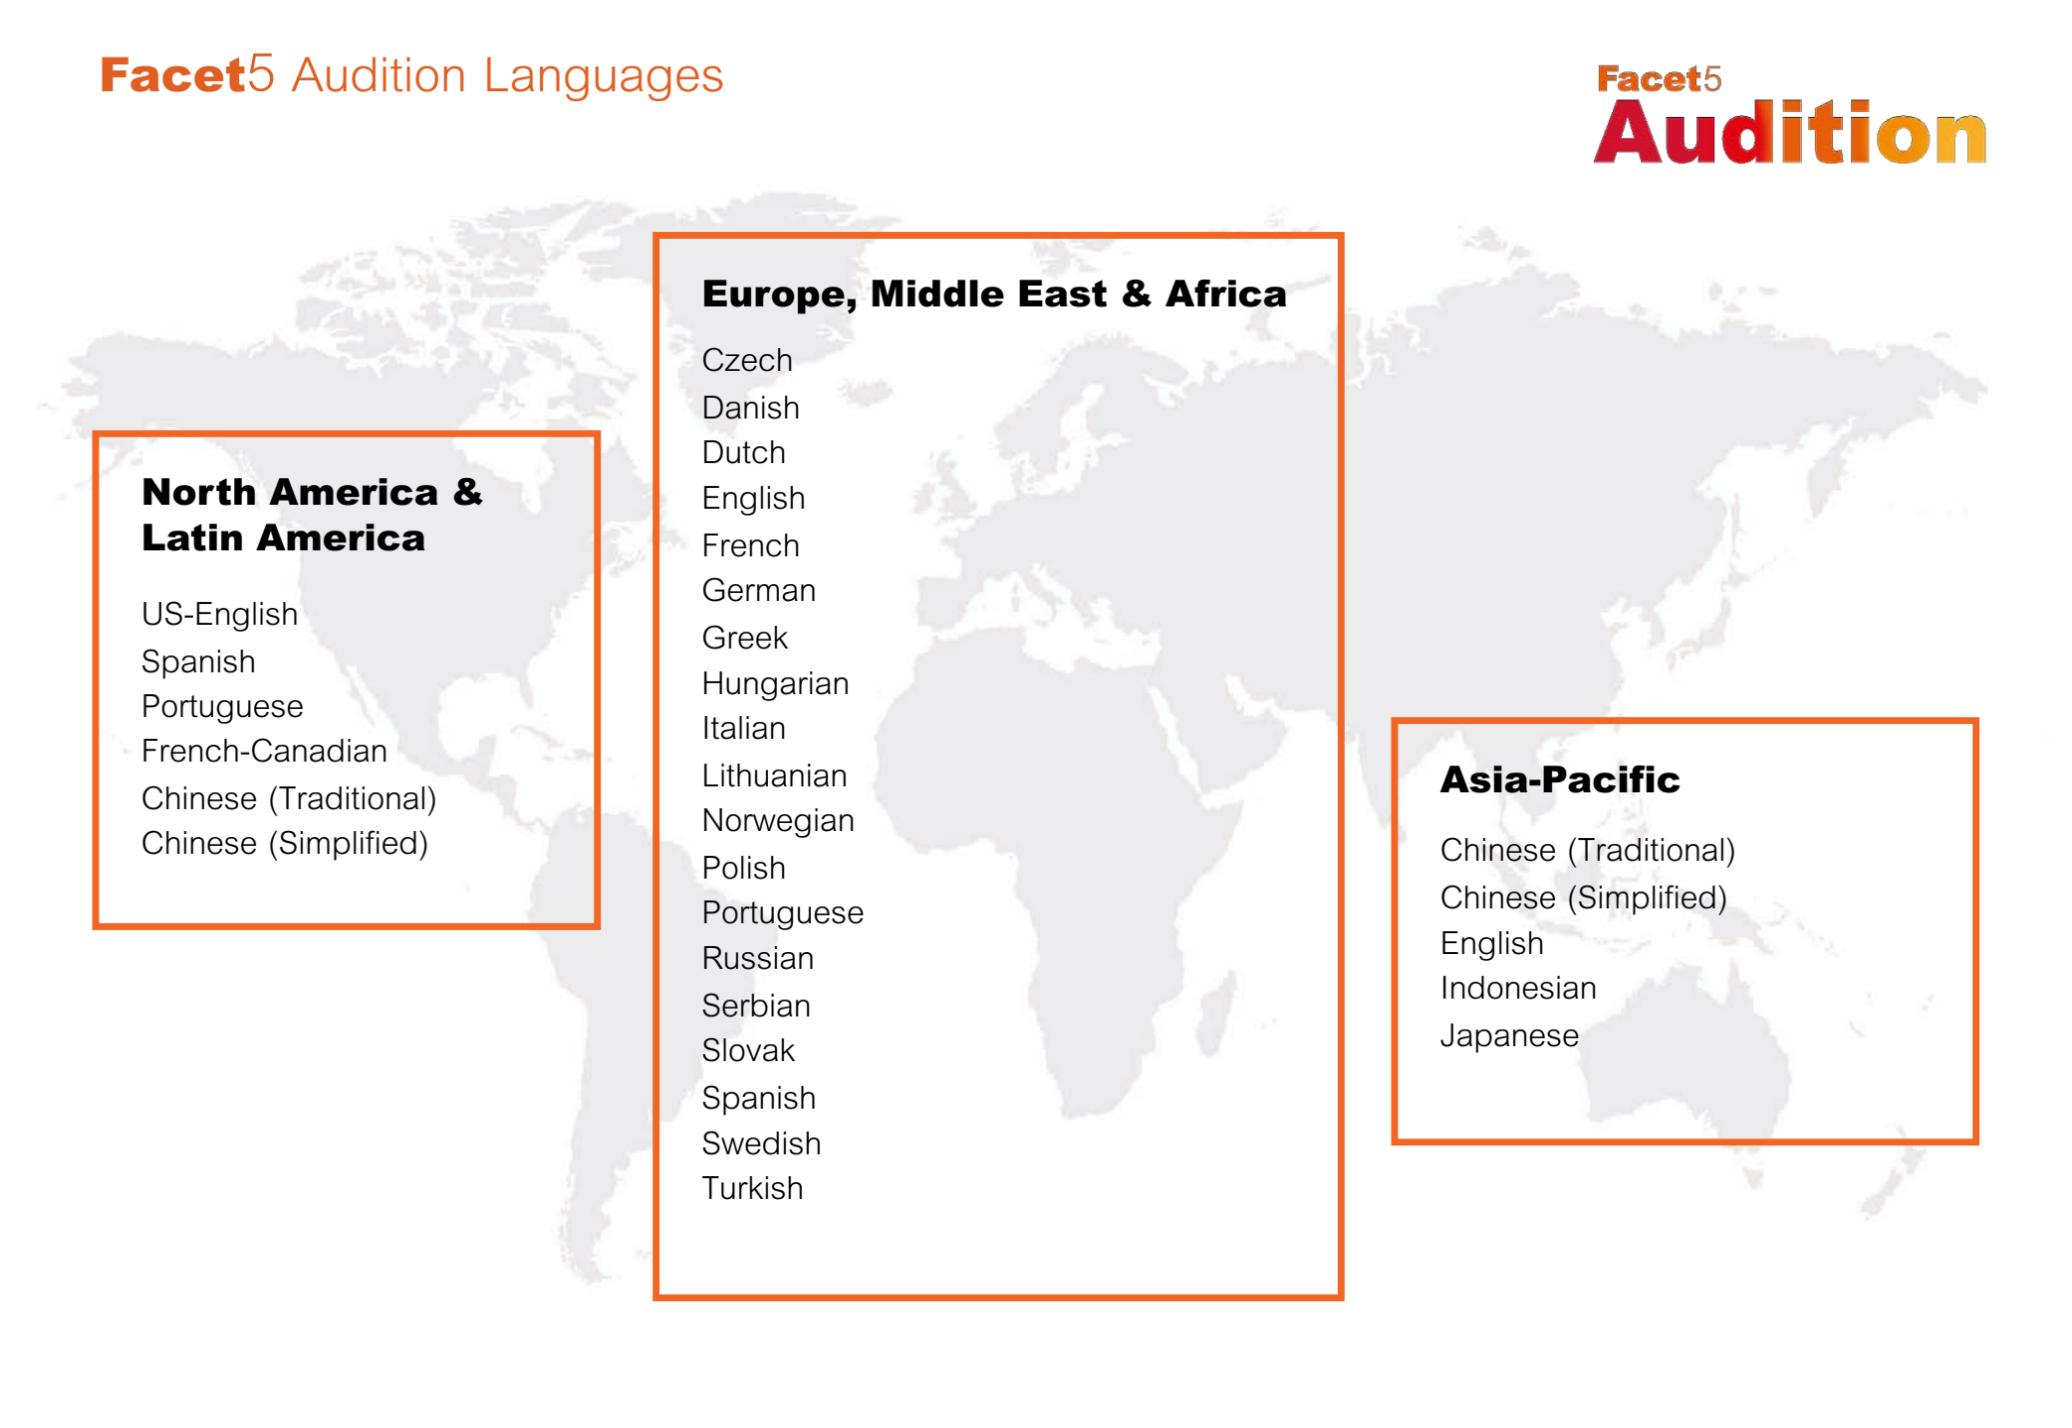 Facet5 Audition Languages
Facet5
Audition
North America &
Latin America
US-English
Spanish
Portuguese
French-Canadian
Chinese (Traditional)
Chinese (Simplified)
Europe, Middle East & Africa
Czech
Danish
Dutch
English
French
German
Greek
Hungarian
Italian
Lithuanian
Norwegian
Polish
Portuguese
Russian
Serbian
Slovak
Spanish
Swedish
Turkish
Asia-Pacific
Chinese (Traditional)
Chinese (Simplified)
English
Indonesian
Japanese